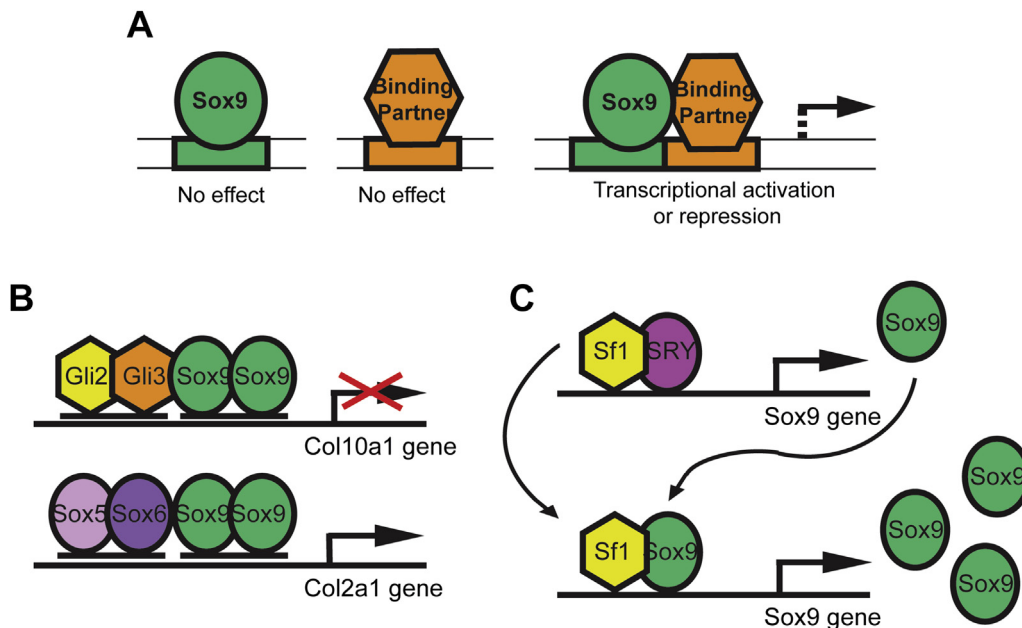 A
Sox9
Binding
Partner
No effect
No effect
Sox9
Binding
Partner
Transcriptional activation
or repression
B
Gli2
Gli3
Sox9
Sox9
Col10a1 gene
Sox5
Sox6
Sox9
Sox9
Col2a1 gene
C
Sf1
SRY
Sox9 gene
Sox9
Sf1
Sox9
Sox9 gene
Sox9
Sox9
Sox9